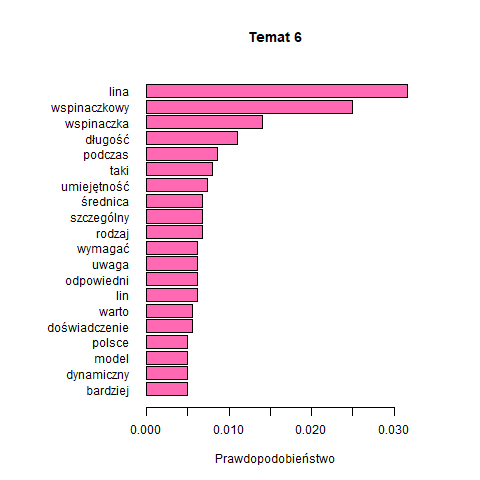 Temat 6
lina
wspinaczkowy
wspinaczka
długość
podczas
taki
umiejętność
średnica
szczególny
rodzaj
wymagać
uwaga
odpowiedni
lin
warto
doświadczenie
polsce
model
dynamiczny
bardziej
0.000 0.010 0.020 0.030
Prawdopodobieństwo